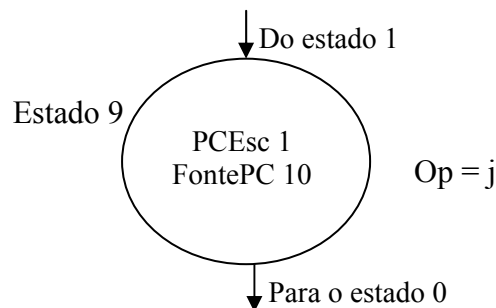 Do estado 1
Estado 9
PCEsc 1
FontePC 10
Op = j
Para o estado 0